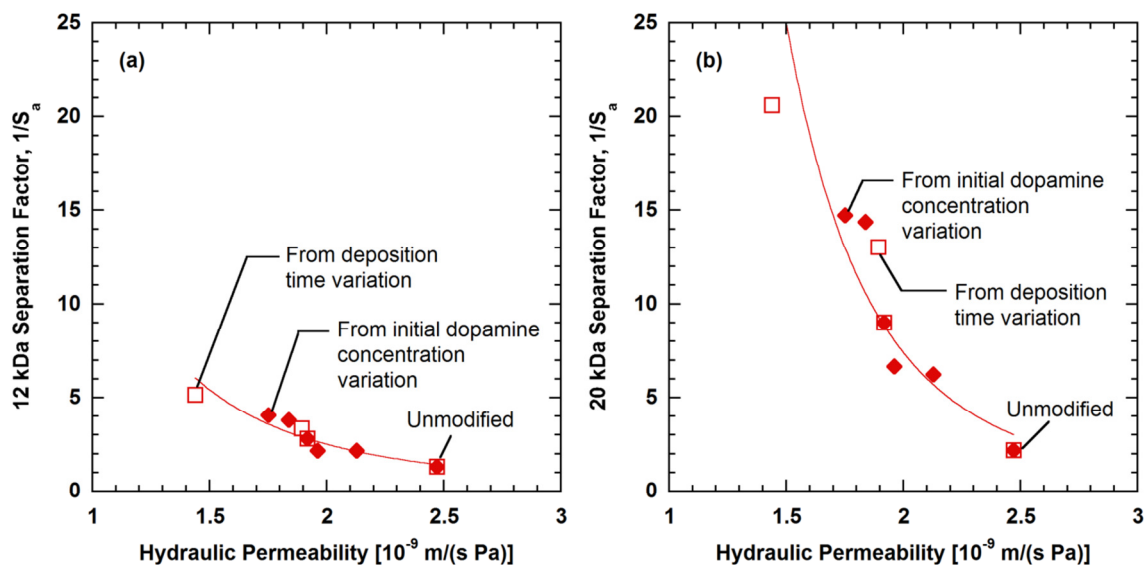 (a)
12 kDa Separation Factor, 1/Sₐ
25
20
15
10
5
0
From deposition
time variation
From initial dopamine
concentration
variation
Unmodified
1
1.5
2
2.5
3
Hydraulic Permeability [10⁻⁹ m/(s Pa)]
(b)
20 kDa Separation Factor, 1/Sₐ
25
20
15
10
5
0
From initial dopamine
concentration
variation
From deposition
time variation
Unmodified
1
1.5
2
2.5
3
Hydraulic Permeability [10⁻⁹ m/(s Pa)]